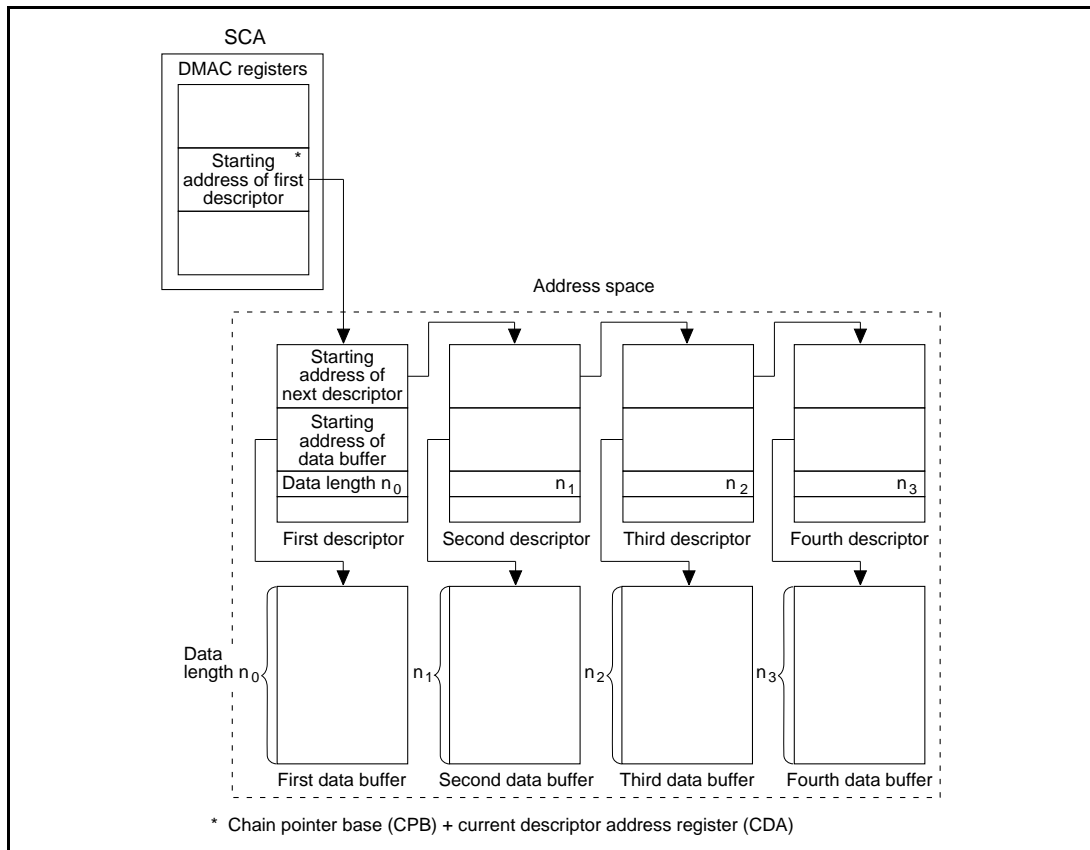 SCA
DMAC registers
Starting *
address of first
descriptor
Address space
Starting
address of
next descriptor
Starting
address of
data buffer
Data length n0
n1
n2
n3
First descriptor
Second descriptor
Third descriptor
Fourth descriptor
Data
length n0
n1
n2
n3
First data buffer
Second data buffer
Third data buffer
Fourth data buffer
* Chain pointer base (CPB) + current descriptor address register (CDA)